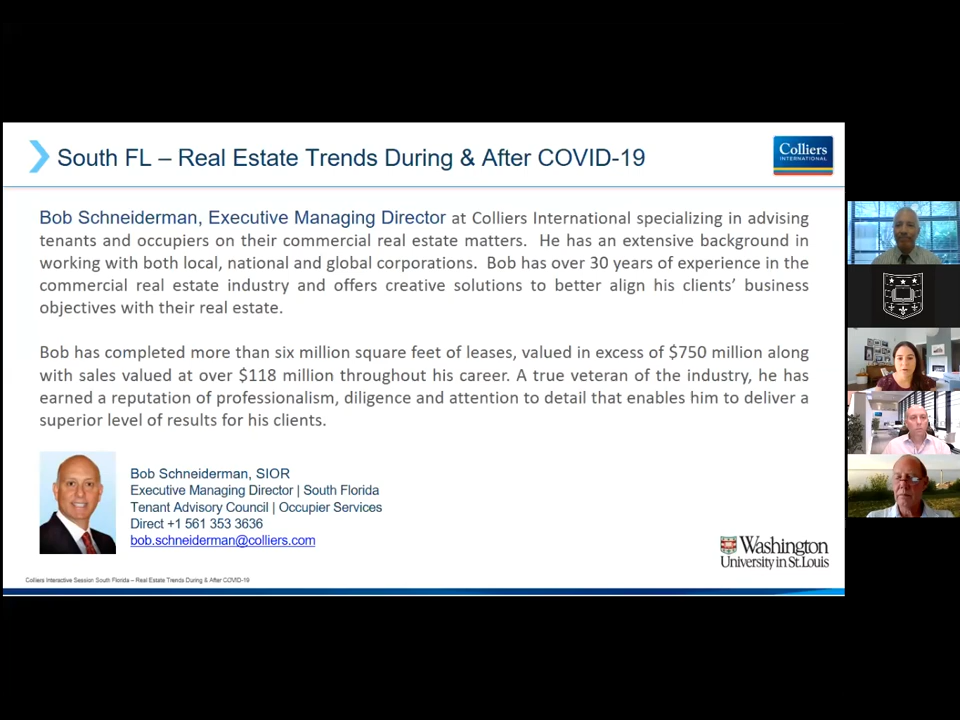 South FL – Real Estate Trends During & After COVID-19
Colliers
INTERNATIONAL
Bob Schneiderman, Executive Managing Director at Colliers International specializing in advising
tenants and occupiers on their commercial real estate matters. He has an extensive background in
working with both local, national and global corporations. Bob has over 30 years of experience in the
commercial real estate industry and offers creative solutions to better align his clients’ business
objectives with their real estate.
Bob has completed more than six million square feet of leases, valued in excess of $750 million along
with sales valued at over $118 million throughout his career. A true veteran of the industry, he has
earned a reputation of professionalism, diligence and attention to detail that enables him to deliver a
superior level of results for his clients.
Bob Schneiderman, SIOR
Executive Managing Director | South Florida
Tenant Advisory Council | Occupier Services
Direct +1 561 353 3636
bob.schneiderman@colliers.com
Washington
University in St. Louis
Colliers Interactive Session South Florida – Real Estate Trends During & After COVID-19